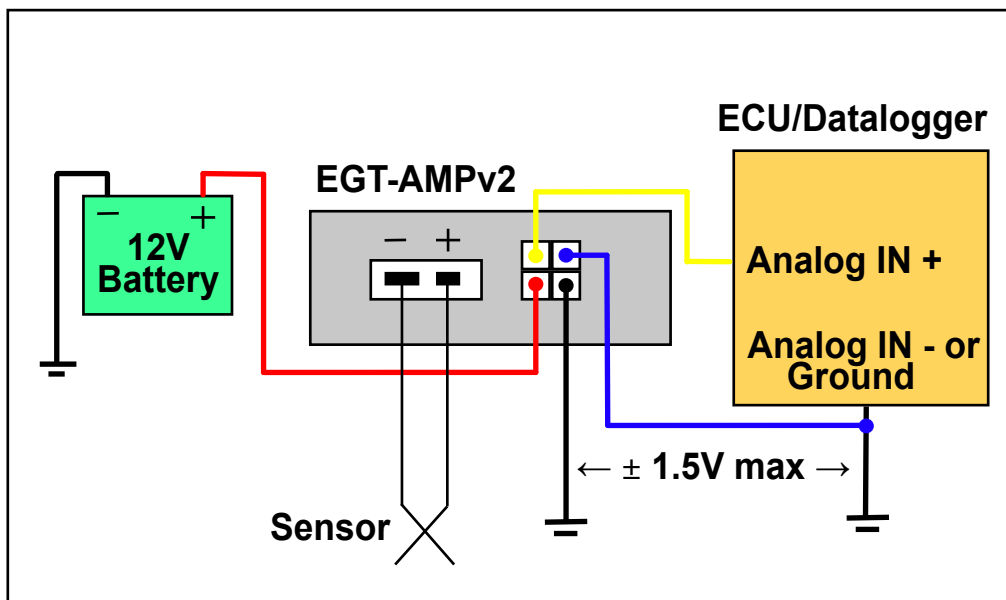 ECU/Datalogger
EGT-AMPv2
− +
12V
Battery
− +
Analog IN +
Analog IN - or
Ground
← ± 1.5V max →
Sensor